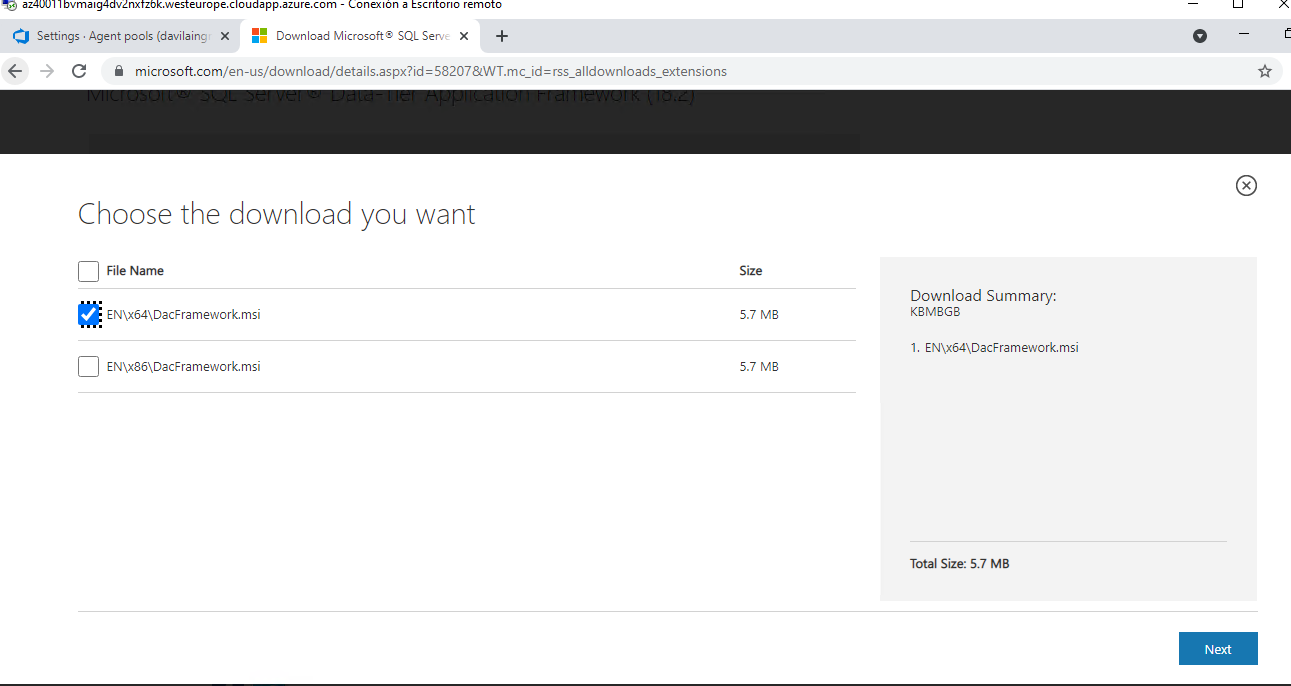 az40011bvmaig4dv2nxfz6k.westeurope.cloudapp.azure.com - Conexión a Escritorio remoto
Settings · Agent pools (davilaingr
Download Microsoft® SQL Serve
microsoft.com/en-us/download/details.aspx?id=58207&WT.mc_id=rss_alldownloads_extensions
Microsoft® SQL Server® Data-Tier Application Framework (18.2)
Choose the download you want
File Name Size
EN\x64\DacFramework.msi 5.7 MB
EN\x86\DacFramework.msi 5.7 MB
Download Summary:
KBMBGB
1. EN\x64\DacFramework.msi
Total Size: 5.7 MB
Next